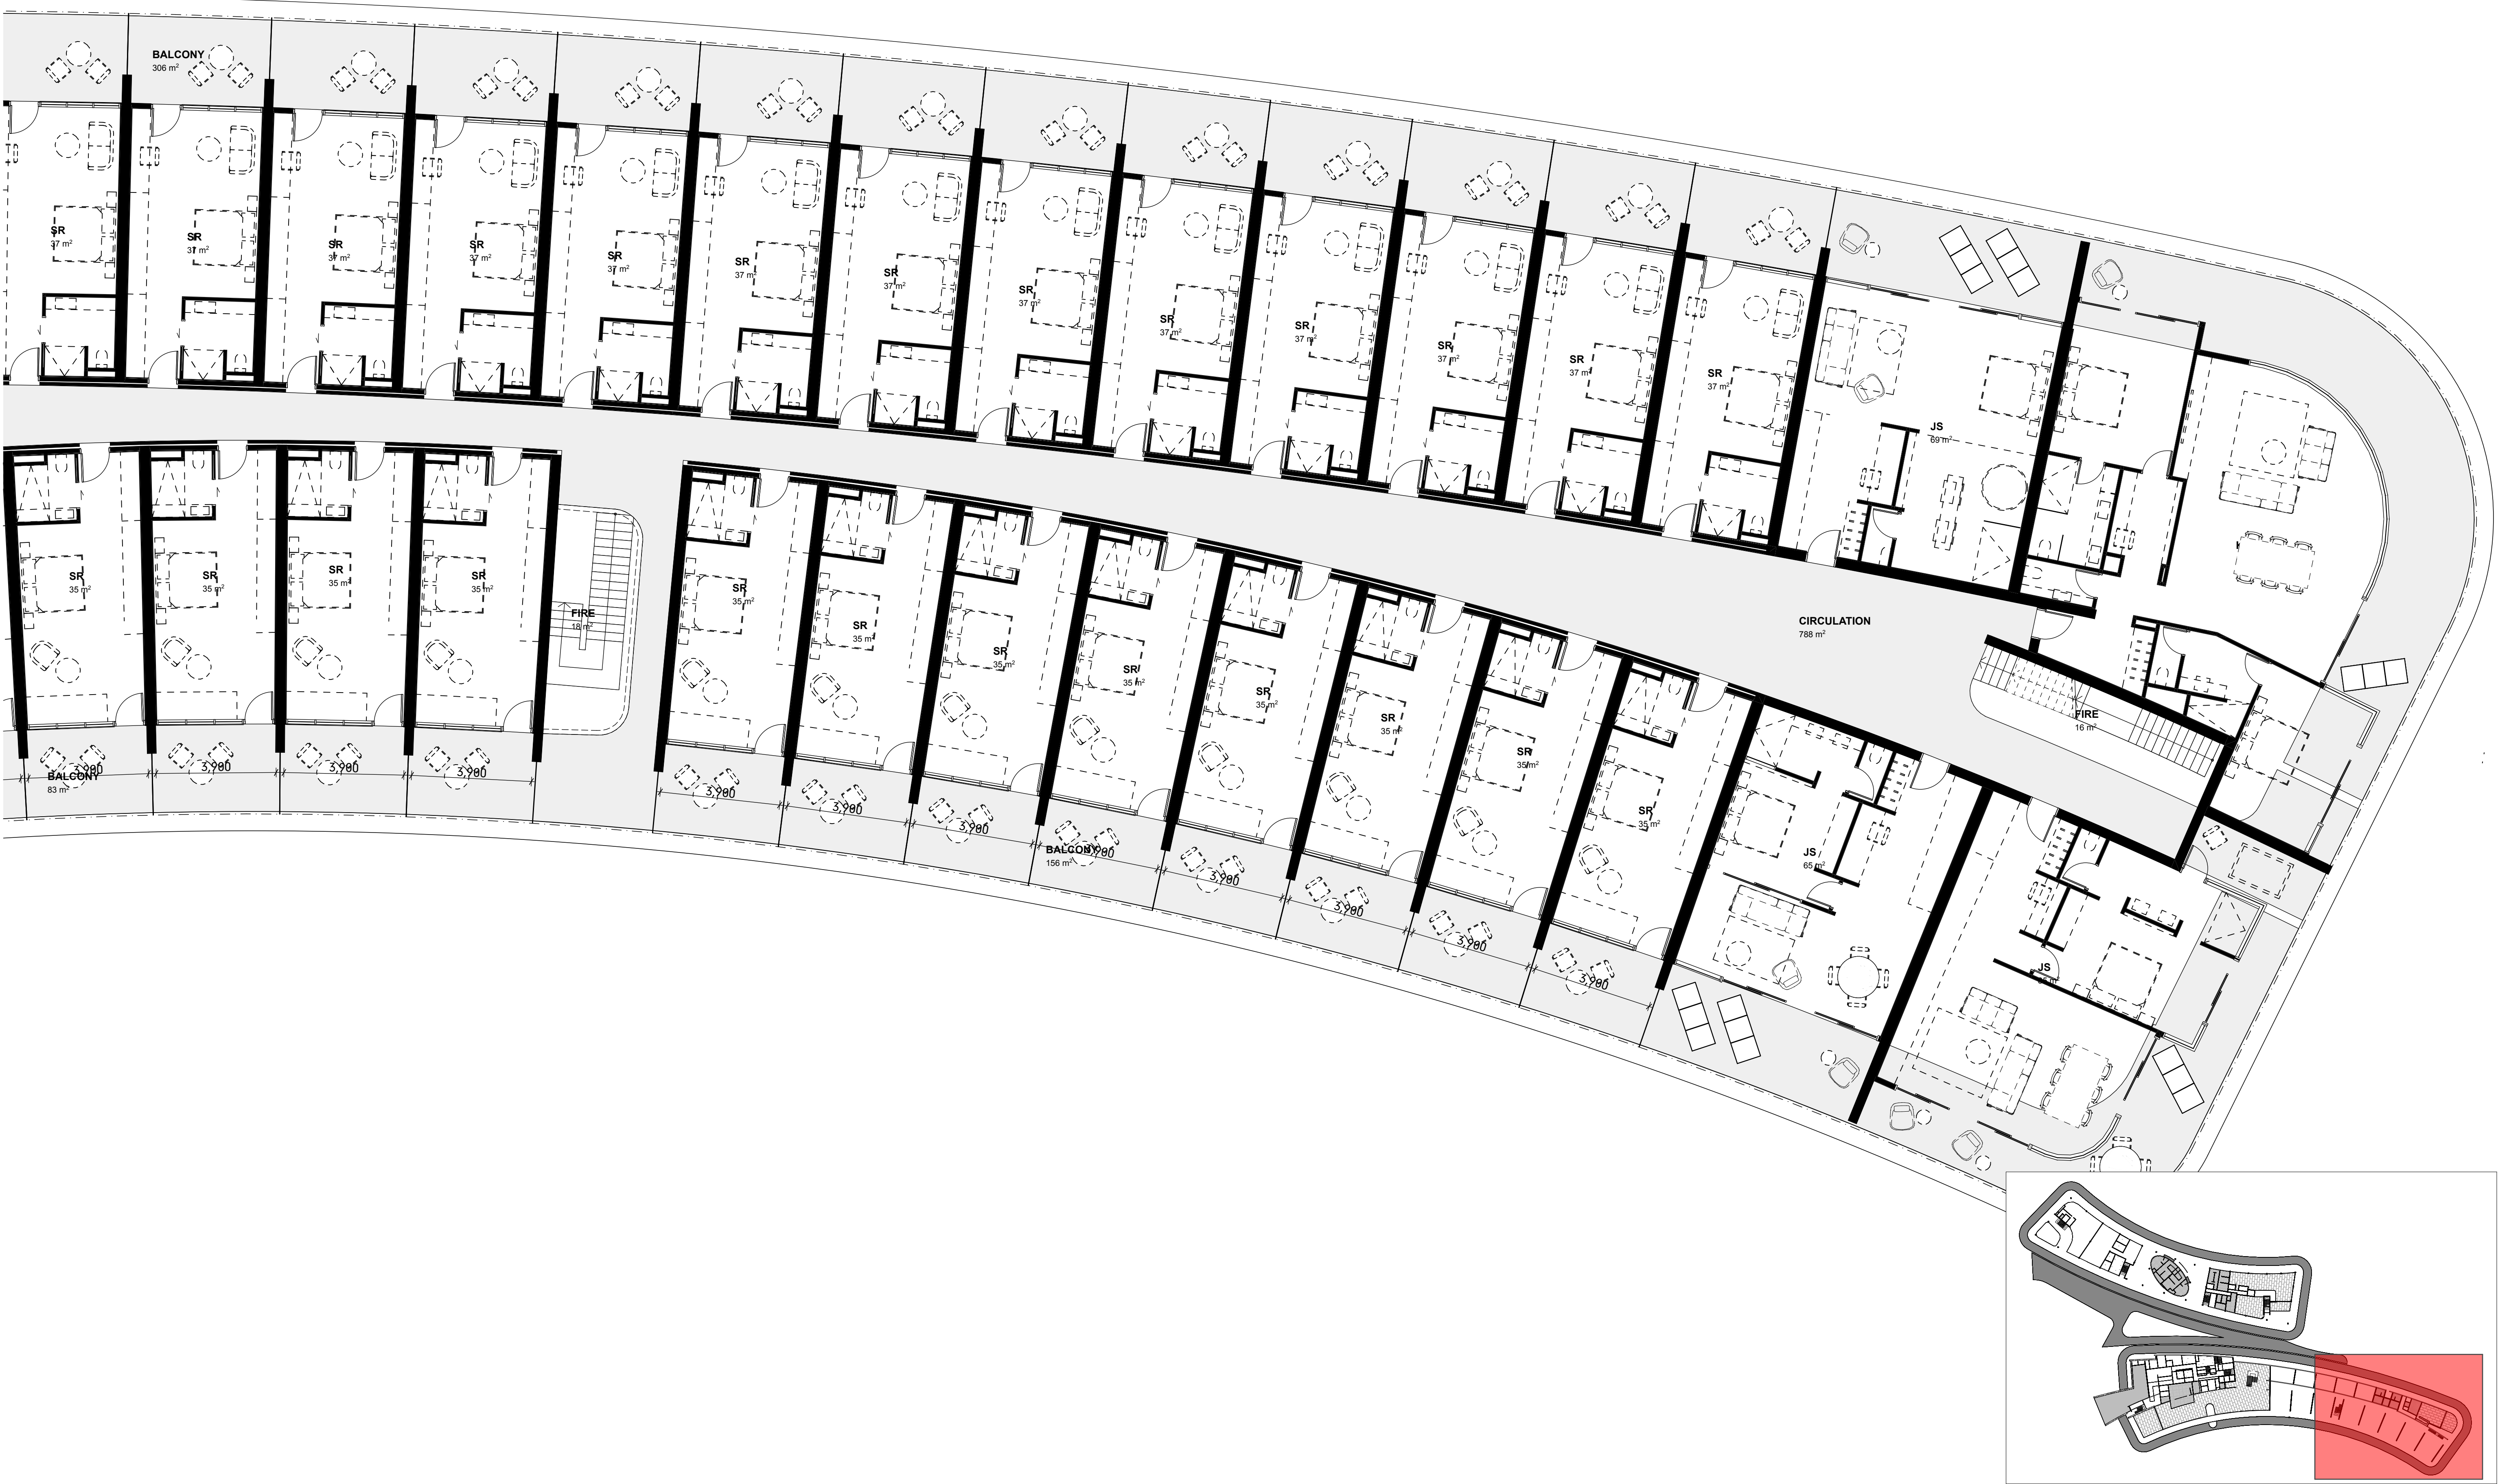 BALCONY
306 m²
SR
37 m²
SR
37 m²
SR
37 m²
SR
37 m²
SR
37 m²
SR
37 m²
SR
37 m²
SR
37 m²
SR
37 m²
SR
37 m²
SR
37 m²
SR
37 m²
SR
37 m²
JS
69 m²
SR
35 m²
SR
35 m²
SR
35 m²
SR
35 m²
FIRE
18 m²
SR
35 m²
SR
35 m²
SR
35 m²
SR
35 m²
SR
35 m²
SR
35 m²
SR
35 m²
SR
35 m²
CIRCULATION
788 m²
FIRE
16 m²
JS
65 m²
JS
BALCONY
83 m²
3,900
3,900
3,900
3,900
3,900
3,900
3,900
BALCONY
156 m²
3,900
3,900
3,900
3,900
3,900